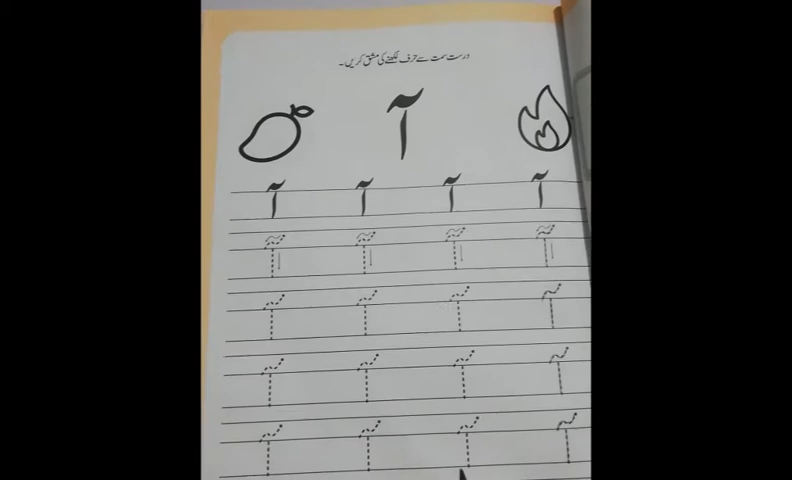 درست سمت سے حرف لکھنے کی مشق کریں۔
آ
آ آ آ آ
آ آ آ آ
آ آ آ آ
آ آ آ آ
آ آ آ آ